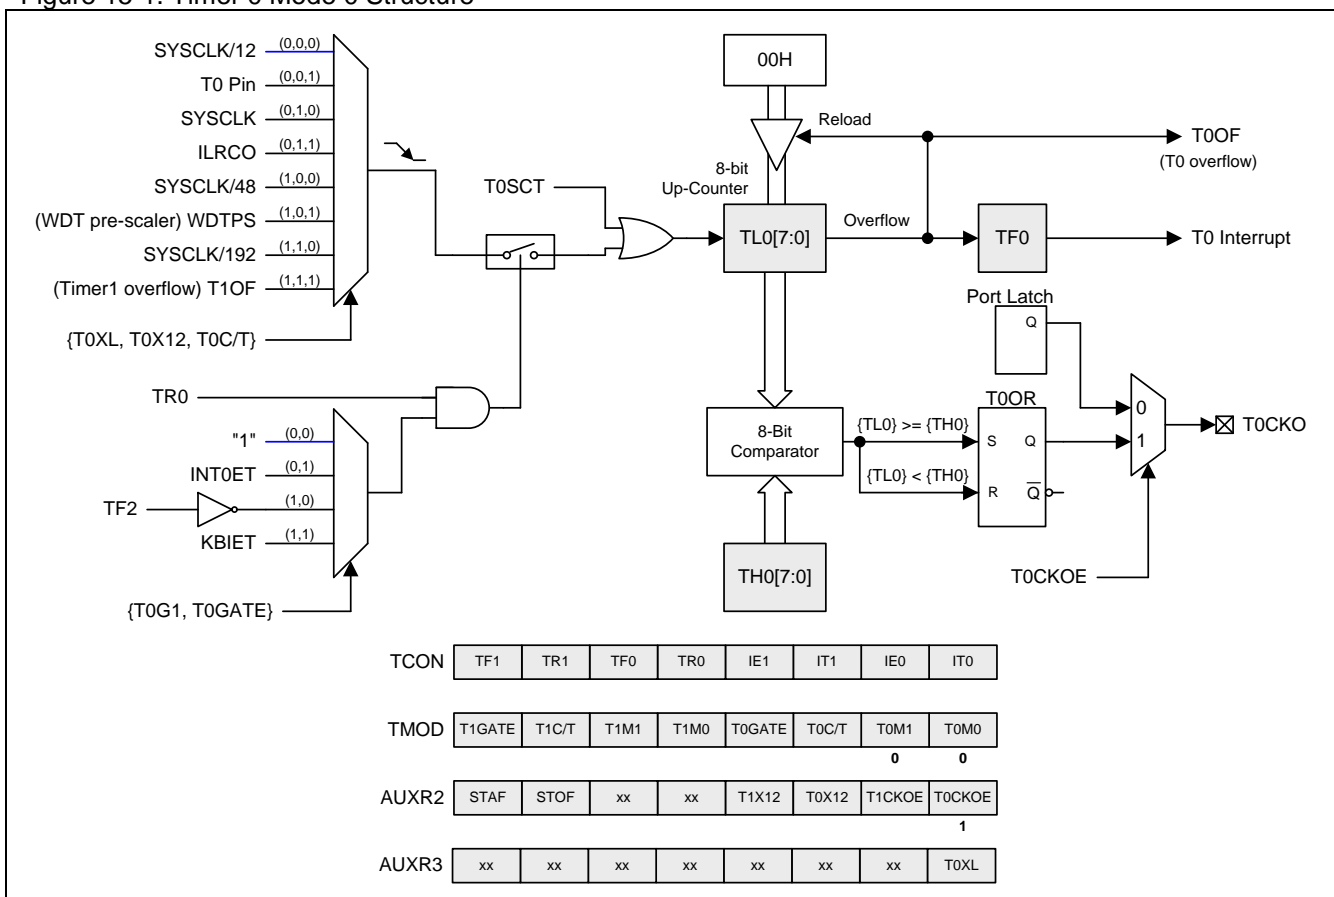 Timer 0 Mode 0 Structure
SYSCLK/12 (0,0,0)
T0 Pin (0,0,1)
SYSCLK (0,1,0)
ILRCO (0,1,1)
SYSCLK/48 (1,0,0)
(WDT pre-scaler) WDTPS (1,0,1)
SYSCLK/192 (1,1,0)
(Timer1 overflow) T1OF (1,1,1)
{T0XL, T0X12, T0C/T}
TR0
"1" (0,0)
INT0ET (0,1)
TF2 (1,0)
KBIET (1,1)
{T0G1, T0GATE}
T0SCT
00H
Reload
8-bit
Up-Counter
TL0[7:0]
Overflow
T0OF
(T0 overflow)
TF0
T0 Interrupt
Port Latch
Q
8-Bit
Comparator
{TL0} >= {TH0}
{TL0} < {TH0}
T0OR
S Q
R Q
0
1
T0CKO
TH0[7:0]
T0CKOE
TCON TF1 TR1 TF0 TR0 IE1 IT1 IE0 IT0
TMOD T1GATE T1C/T T1M1 T1M0 T0GATE T0C/T T0M1 T0M0
0 0
AUXR2 STAF STOF xx xx T1X12 T0X12 T1CKOE T0CKOE
1
AUXR3 xx xx xx xx xx xx xx T0XL